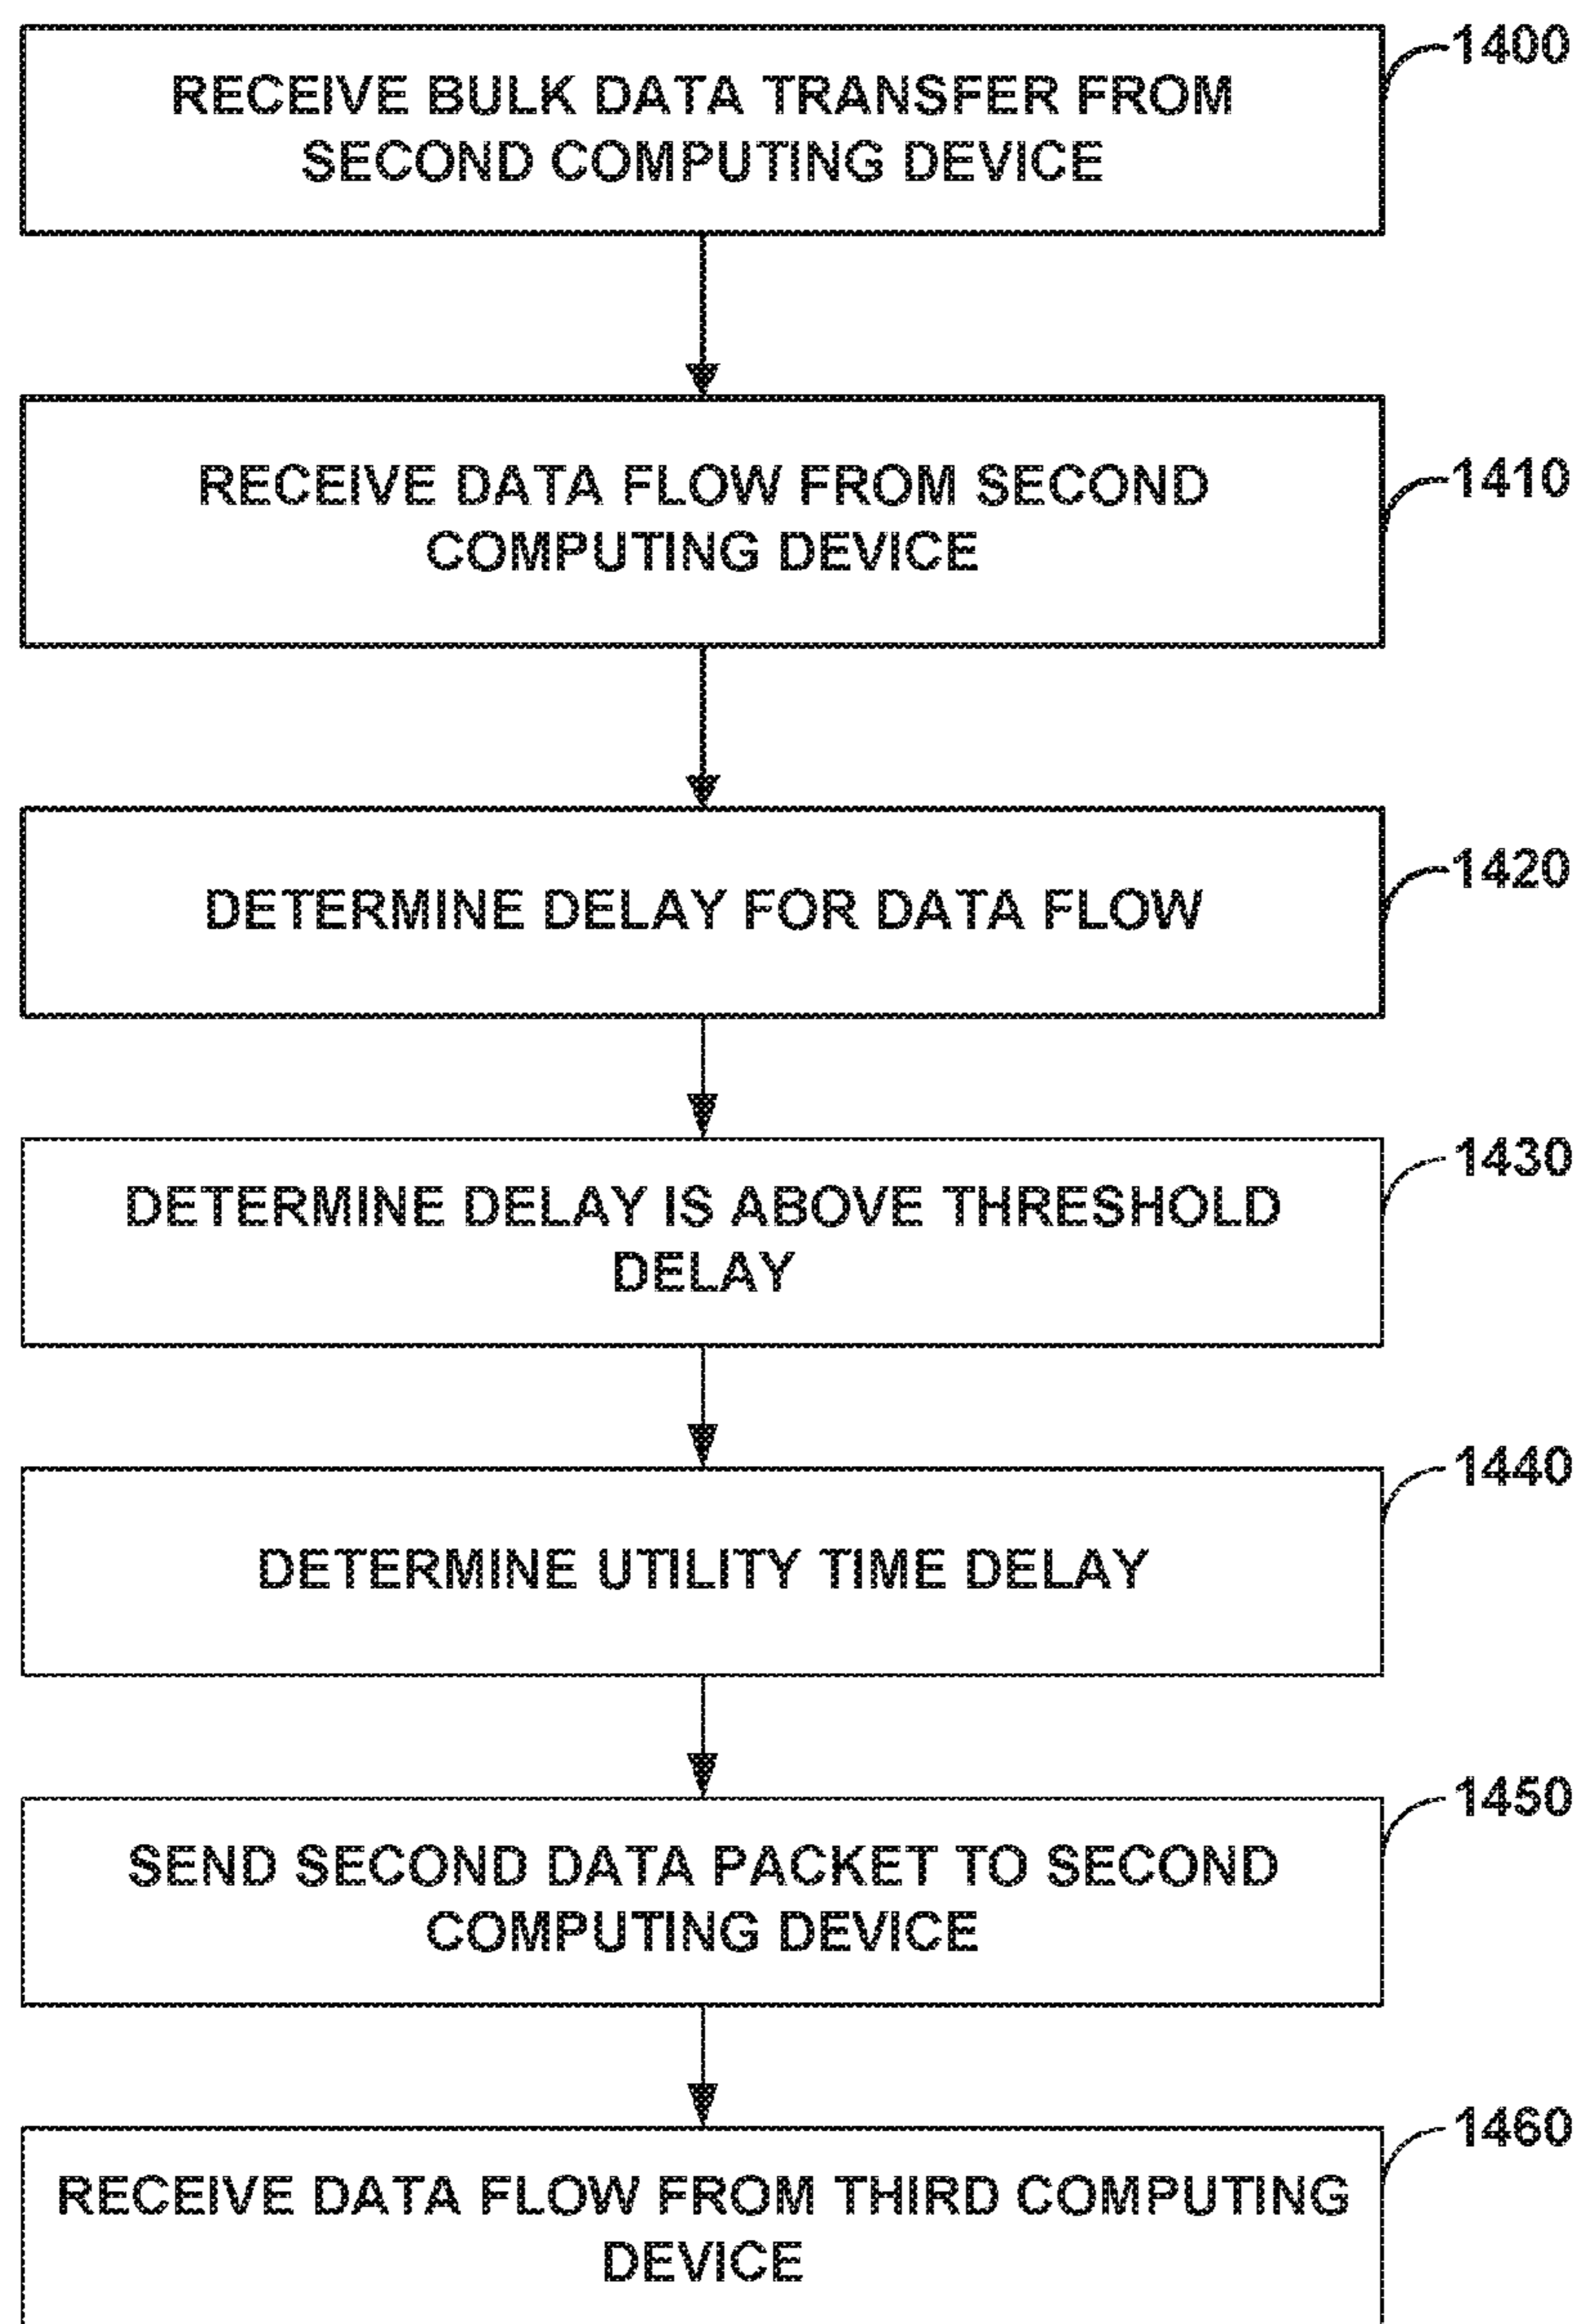 1400
RECEIVE BULK DATA TRANSFER FROM
SECOND COMPUTING DEVICE
1410
RECEIVE DATA FLOW FROM SECOND
COMPUTING DEVICE
1420
DETERMINE DELAY FOR DATA FLOW
1430
DETERMINE DELAY IS ABOVE THRESHOLD
DELAY
1440
DETERMINE UTILITY TIME DELAY
1450
SEND SECOND DATA PACKET TO SECOND
COMPUTING DEVICE
1460
RECEIVE DATA FLOW FROM THIRD COMPUTING
DEVICE